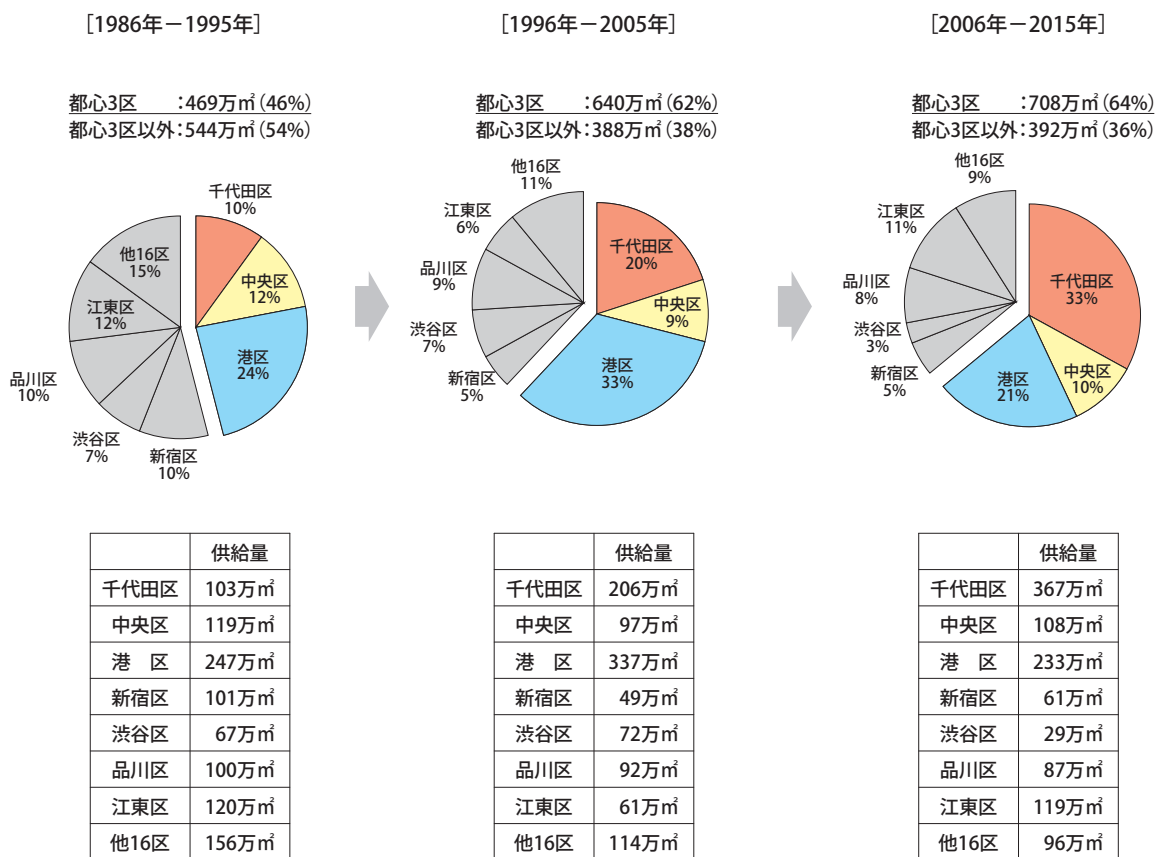 [1986年－1995年]
都心3区　　:469万㎡(46%)
都心3区以外:544万㎡(54%)
千代田区
10%
中央区
12%
港区
24%
新宿区
10%
渋谷区
7%
品川区
10%
江東区
12%
他16区
15%
供給量
千代田区 103万㎡
中央区 119万㎡
港　区 247万㎡
新宿区 101万㎡
渋谷区 67万㎡
品川区 100万㎡
江東区 120万㎡
他16区 156万㎡
[1996年－2005年]
都心3区　　:640万㎡(62%)
都心3区以外:388万㎡(38%)
千代田区
20%
中央区
9%
港区
33%
新宿区
5%
渋谷区
7%
品川区
9%
江東区
6%
他16区
11%
供給量
千代田区 206万㎡
中央区 97万㎡
港　区 337万㎡
新宿区 49万㎡
渋谷区 72万㎡
品川区 92万㎡
江東区 61万㎡
他16区 114万㎡
[2006年－2015年]
都心3区　　:708万㎡(64%)
都心3区以外:392万㎡(36%)
千代田区
33%
中央区
10%
港区
21%
新宿区
5%
渋谷区
3%
品川区
8%
江東区
11%
他16区
9%
供給量
千代田区 367万㎡
中央区 108万㎡
港　区 233万㎡
新宿区 61万㎡
渋谷区 29万㎡
品川区 87万㎡
江東区 119万㎡
他16区 96万㎡